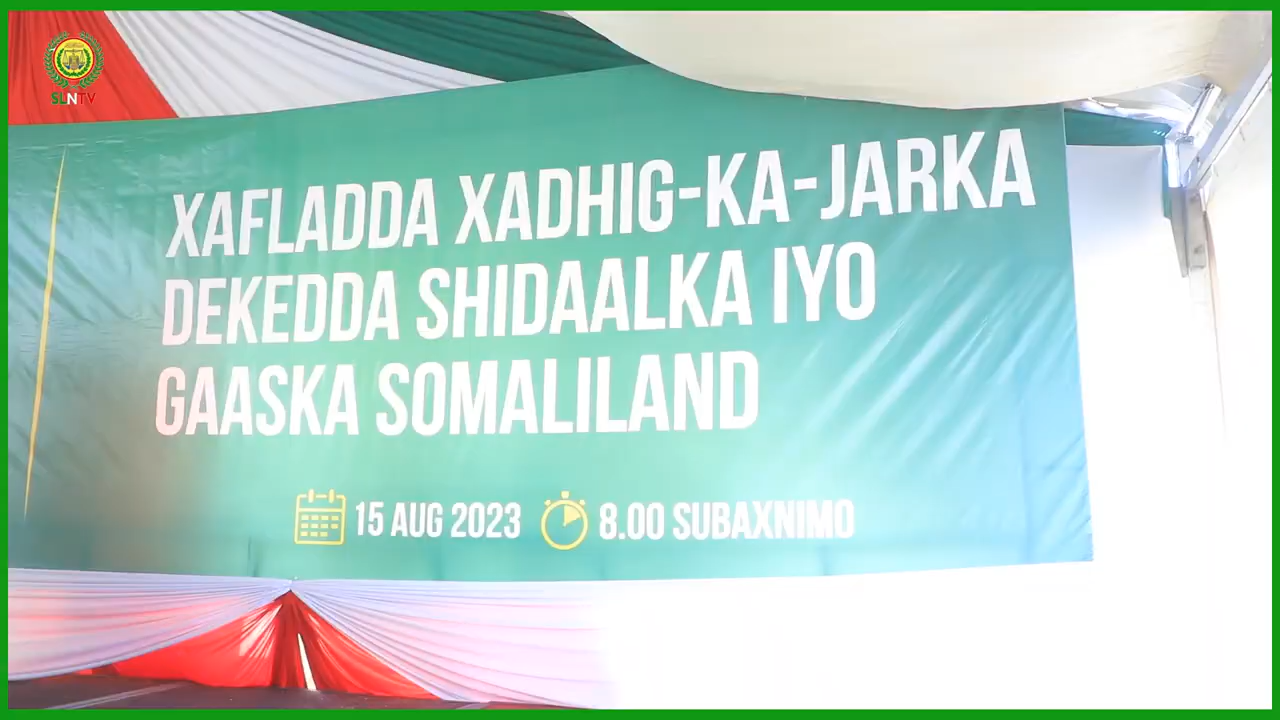 SLNTV
XAFLADDA XADHIG-KA-JARKA
DEKEDDA SHIDAALKA IYO
GAASKA SOMALILAND
15 AUG 2023 8.00 SUBAXNIMO